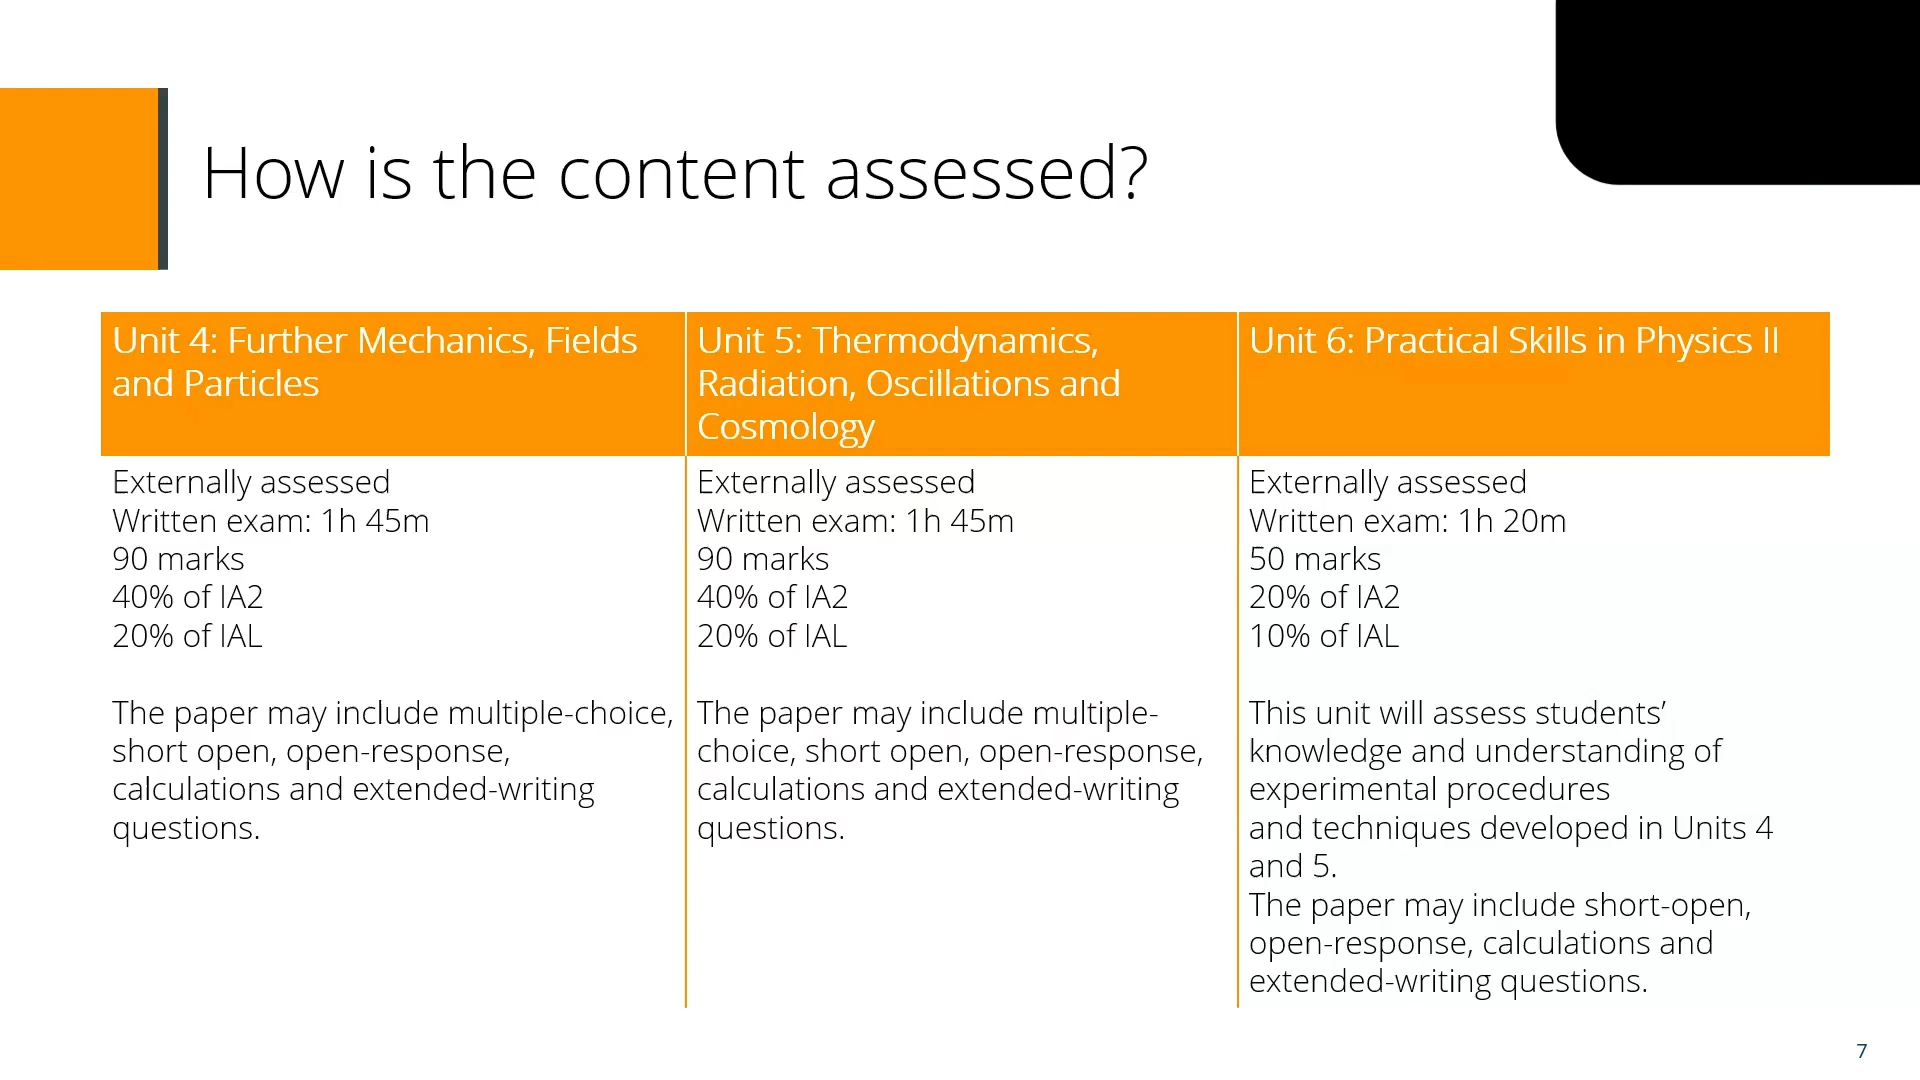 How is the content assessed?
Unit 4: Further Mechanics, Fields
and Particles
Unit 5: Thermodynamics,
Radiation, Oscillations and
Cosmology
Unit 6: Practical Skills in Physics II
Externally assessed
Written exam: 1h 45m
90 marks
40% of IA2
20% of IAL
The paper may include multiple-choice,
short open, open-response,
calculations and extended-writing
questions.
Externally assessed
Written exam: 1h 45m
90 marks
40% of IA2
20% of IAL
The paper may include multiple-
choice, short open, open-response,
calculations and extended-writing
questions.
Externally assessed
Written exam: 1h 20m
50 marks
20% of IA2
10% of IAL
This unit will assess students’
knowledge and understanding of
experimental procedures
and techniques developed in Units 4
and 5.
The paper may include short-open,
open-response, calculations and
extended-writing questions.
7